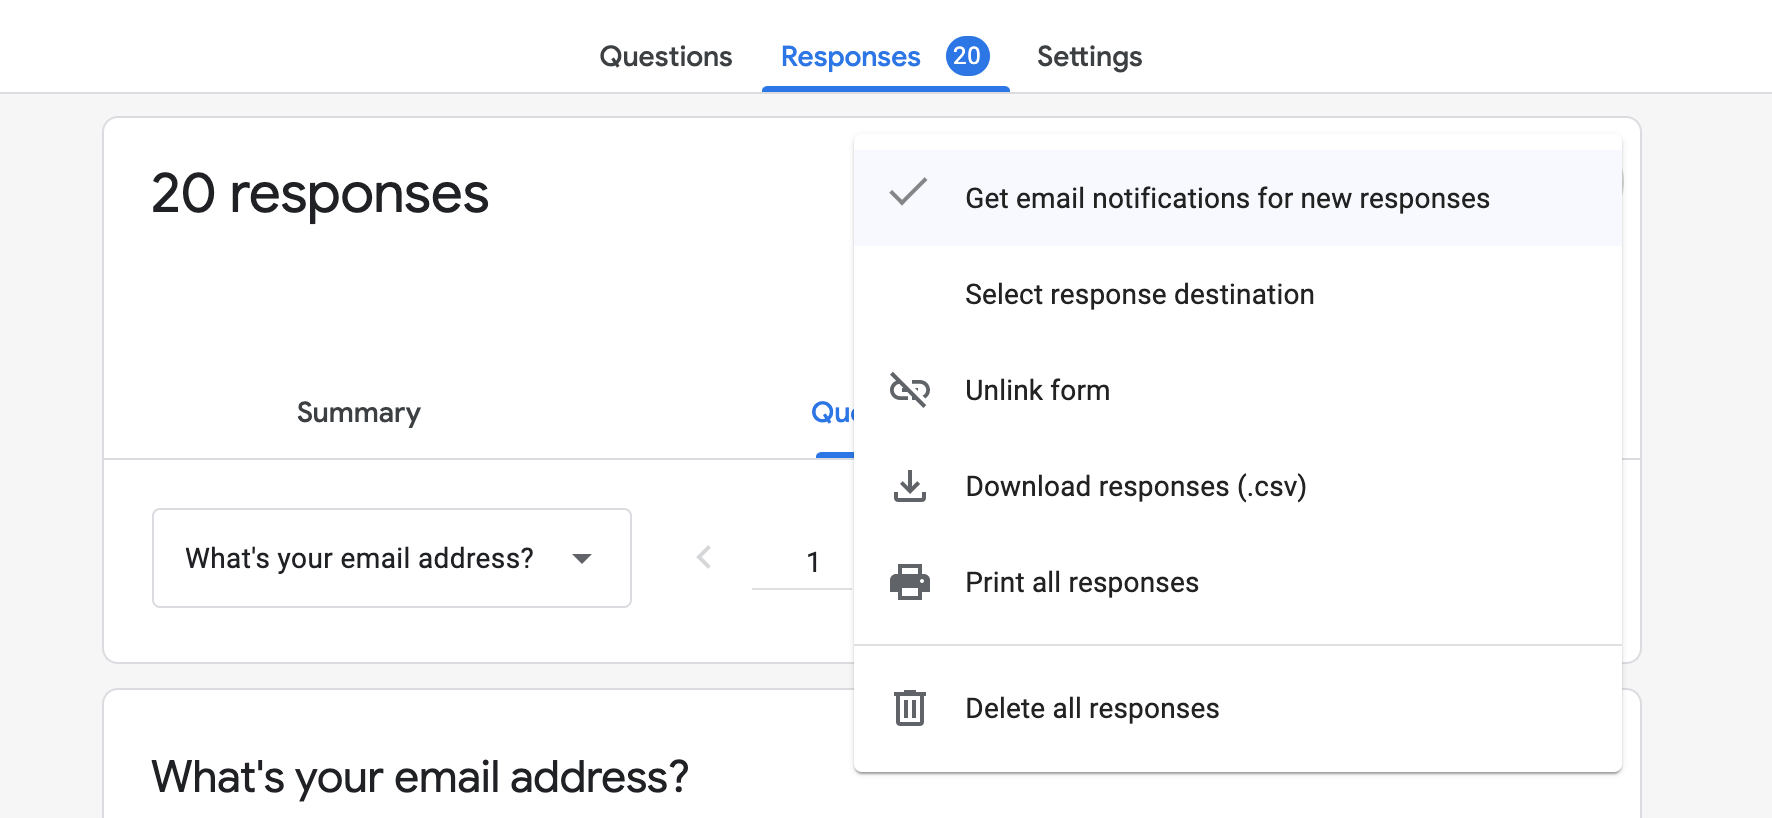 Questions Responses 20 Settings
20 responses
Get email notifications for new responses
Select response destination
Unlink form
Summary
Download responses (.csv)
What's your email address? 1
Print all responses
Delete all responses
What's your email address?